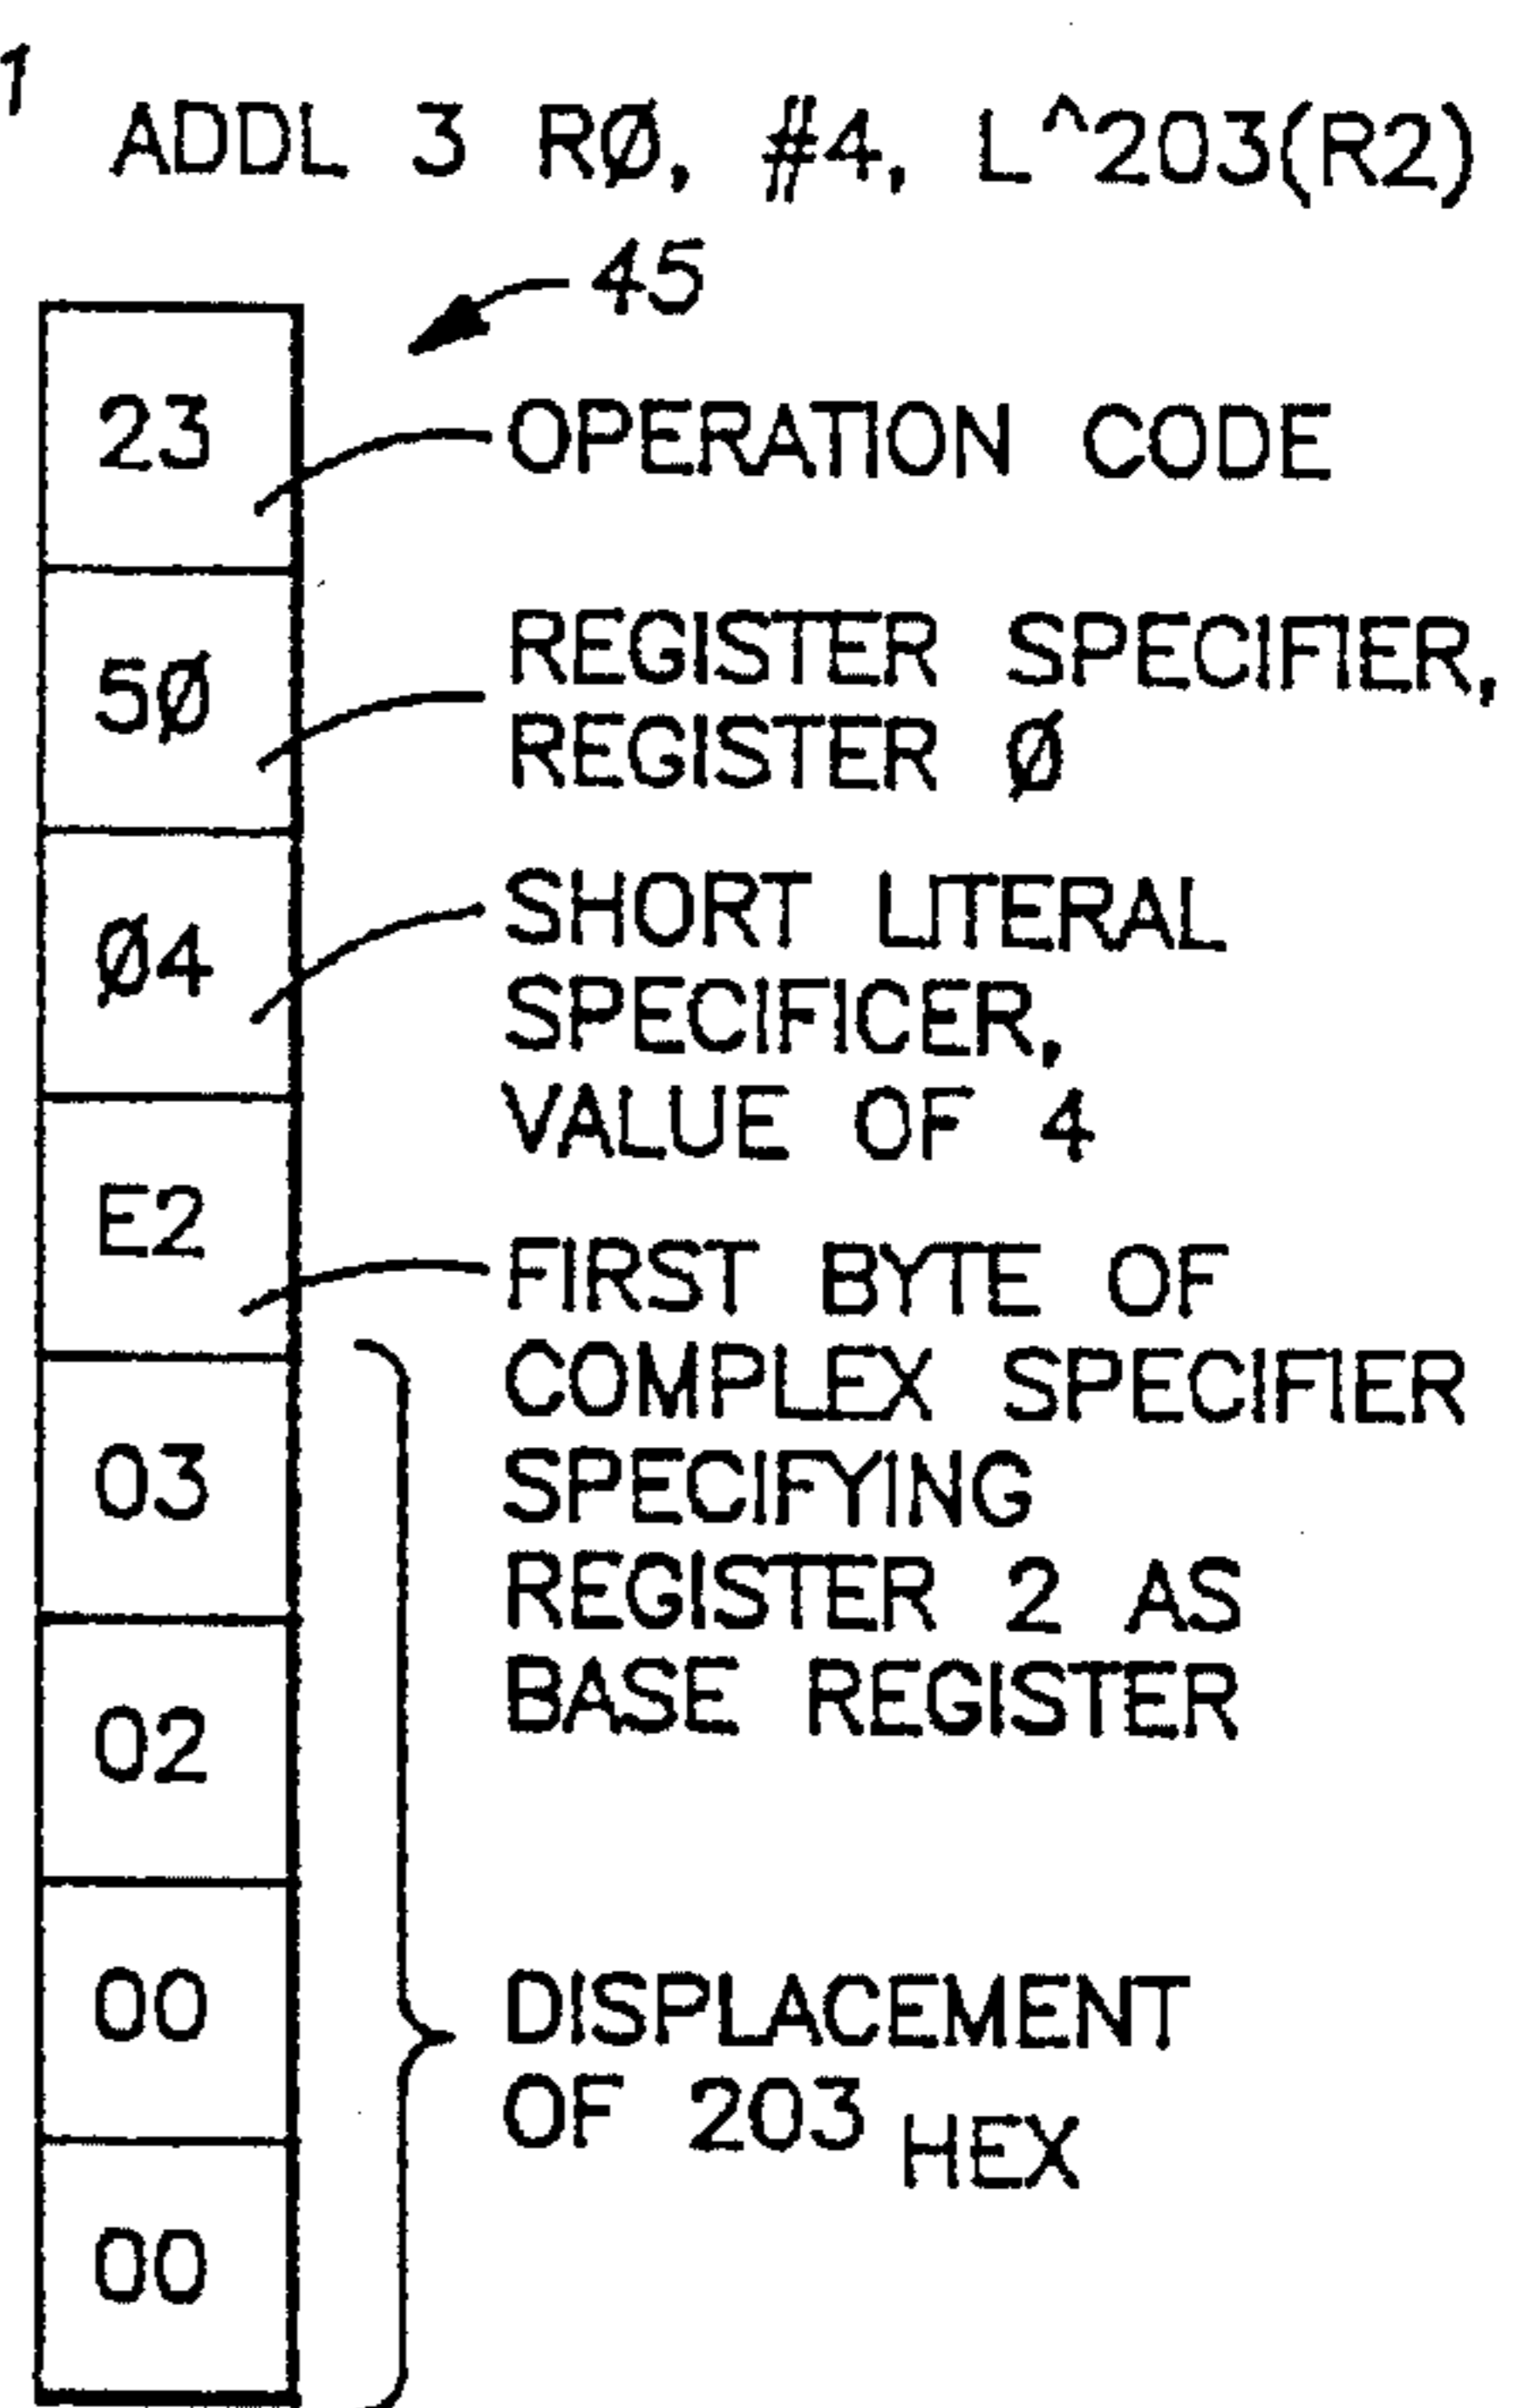 1
ADDL 3 RØ, #4, L^203(R2)
45
23
OPERATION CODE
5Ø
REGISTER SPECIFIER,
REGISTER Ø
Ø4
SHORT LITERAL
SPECIFICER,
VALUE OF 4
E2
FIRST BYTE OF
COMPLEX SPECIFIER
SPECIFYING
REGISTER 2 AS
BASE REGISTER
03
02
00
00
DISPLACEMENT
OF 203 HEX